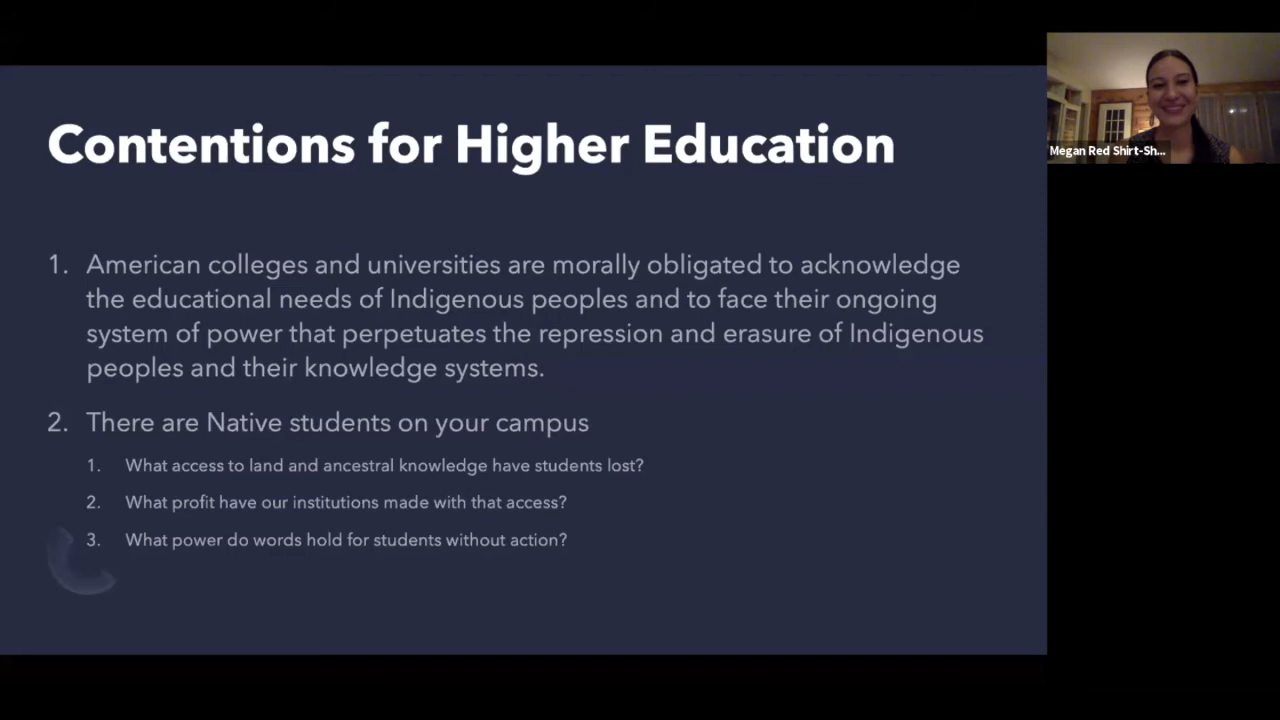 Contentions for Higher Education
1. American colleges and universities are morally obligated to acknowledge
the educational needs of Indigenous peoples and to face their ongoing
system of power that perpetuates the repression and erasure of Indigenous
peoples and their knowledge systems.
2. There are Native students on your campus
1. What access to land and ancestral knowledge have students lost?
2. What profit have our institutions made with that access?
3. What power do words hold for students without action?
Megan Red Shirt-Sh...